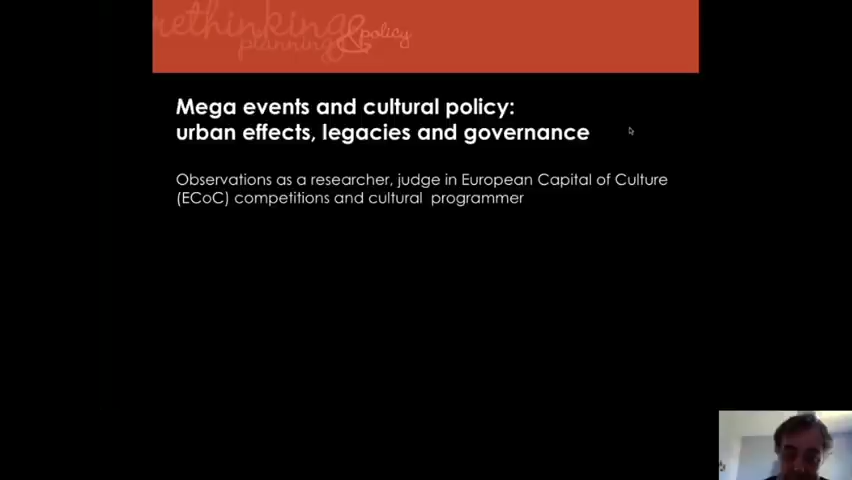 rethinking
planning & policy
Mega events and cultural policy:
urban effects, legacies and governance
Observations as a researcher, judge in European Capital of Culture
(ECoC) competitions and cultural programmer